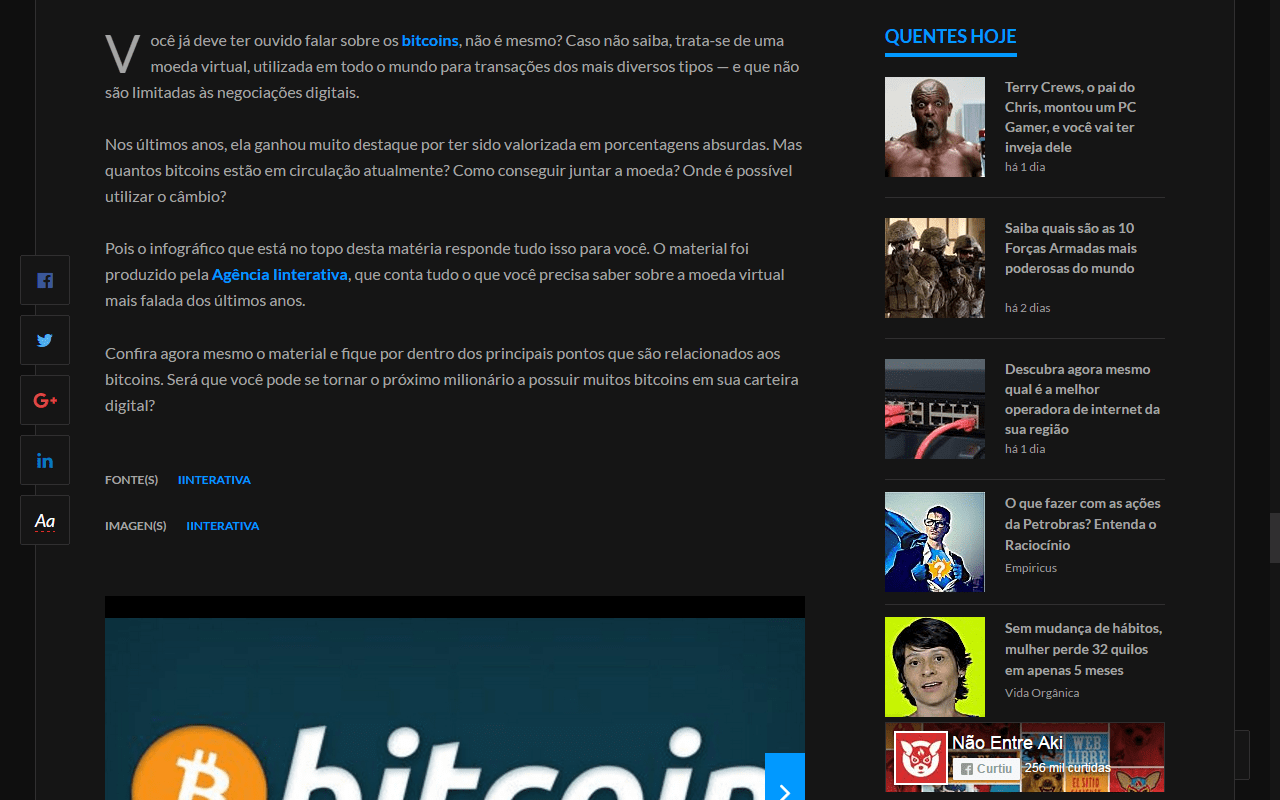 Você já deve ter ouvido falar sobre os bitcoins, não é mesmo? Caso não saiba, trata-se de uma
moeda virtual, utilizada em todo o mundo para transações dos mais diversos tipos — e que não
são limitadas às negociações digitais.
Nos últimos anos, ela ganhou muito destaque por ter sido valorizada em porcentagens absurdas. Mas
quantos bitcoins estão em circulação atualmente? Como conseguir juntar a moeda? Onde é possível
utilizar o câmbio?
Pois o infográfico que está no topo desta matéria responde tudo isso para você. O material foi
produzido pela Agência Iinterativa, que conta tudo o que você precisa saber sobre a moeda virtual
mais falada dos últimos anos.
Confira agora mesmo o material e fique por dentro dos principais pontos que são relacionados aos
bitcoins. Será que você pode se tornar o próximo milionário a possuir muitos bitcoins em sua carteira
digital?
FONTE(S) IINTERATIVA
IMAGEN(S) IINTERATIVA
bitcoin
G+
in
Aa
QUENTES HOJE
Terry Crews, o pai do
Chris, montou um PC
Gamer, e você vai ter
inveja dele
há 1 dia
Saiba quais são as 10
Forças Armadas mais
poderosas do mundo
há 2 dias
Descubra agora mesmo
qual é a melhor
operadora de internet da
sua região
há 1 dia
O que fazer com as ações
da Petrobras? Entenda o
Raciocínio
Empiricus
Sem mudança de hábitos,
mulher perde 32 quilos
em apenas 5 meses
Vida Orgânica
Não Entre Aki
Curtiu 256 mil curtidas
WEB
LIBRE
EL SITIO